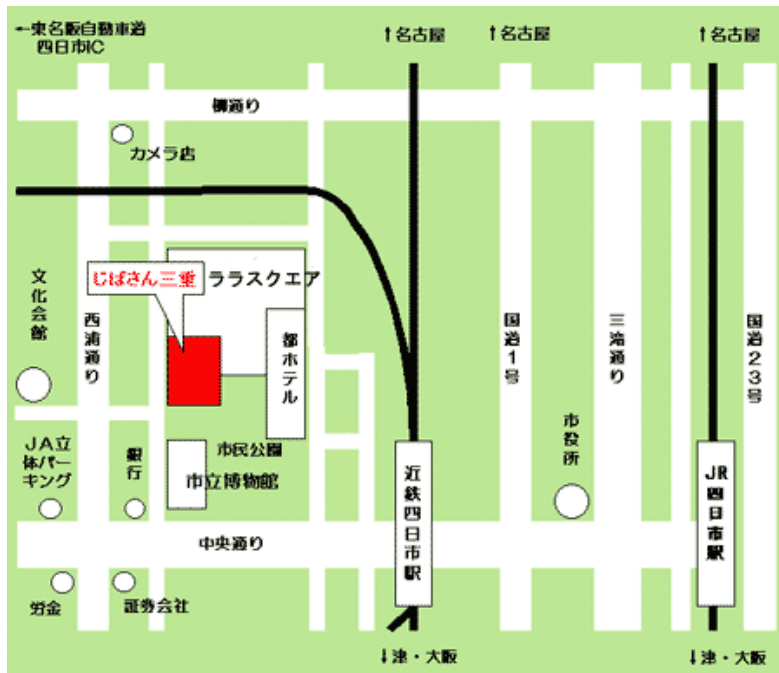 ←東名阪自動車道
四日市IC
↑名古屋
↑名古屋
↑名古屋
柳通り
カメラ店
じばさん三重
ララスクエア
文化会館
西浦通り
都ホテル
国道1号
三滝通り
国道23号
市民公園
市役所
JA立
体パー
キング
銀行
市立博物館
近鉄四日市駅
JR四日市駅
中央通り
労金
証券会社
↓津・大阪
↓津・大阪